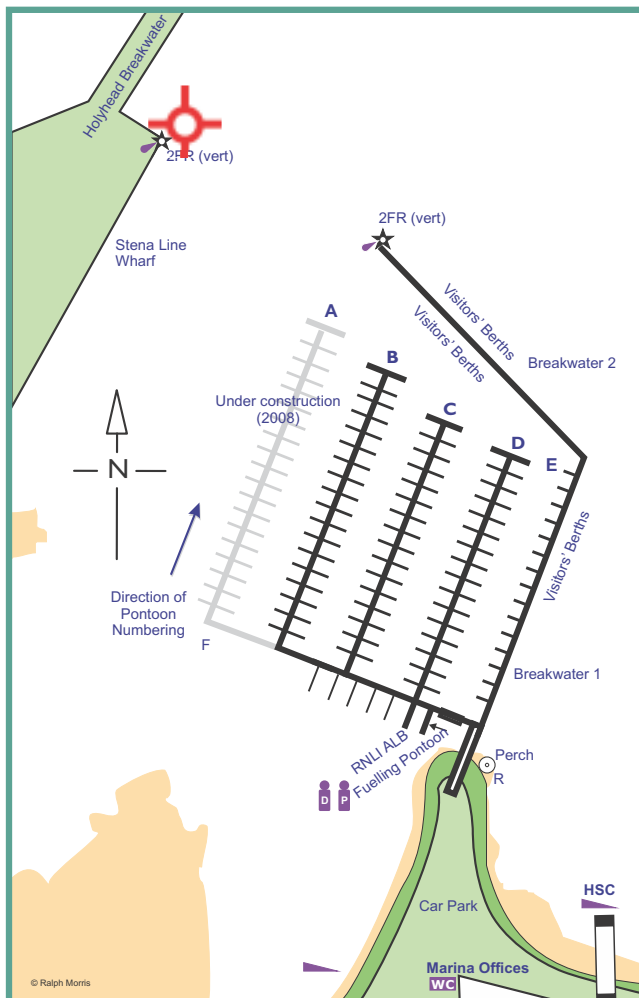 Holyhead Breakwater
2FR (vert)
2FR (vert)
Stena Line
Wharf
Visitors' Berths
Visitors' Berths
A
Breakwater 2
B
Under construction
(2008)
C
D
E
N
Visitors' Berths
Direction of
Pontoon
Numbering
F
Breakwater 1
RNLI ALB
Fuelling Pontoon
Perch
R
D
P
HSC
Car Park
Marina Offices
WC
© Ralph Morris